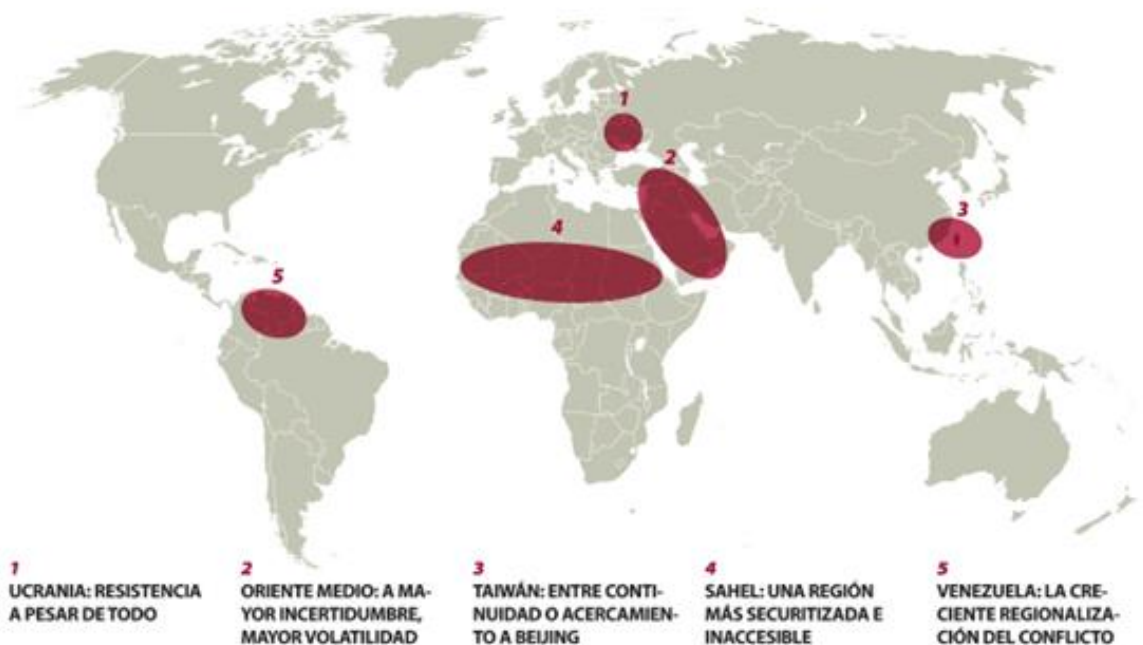 1
2
3
4
5
1
UCRANIA: RESISTENCIA
A PESAR DE TODO
2
ORIENTE MEDIO: A MA-
YOR INCERTIDUMBRE,
MAYOR VOLATILIDAD
3
TAIWÁN: ENTRE CONTI-
NUIDAD O ACERCAMIEN-
TO A BEIJING
4
SAHEL: UNA REGIÓN
MÁS SECURITIZADA E
INACCESIBLE
5
VENEZUELA: LA CRE-
CIENTE REGIONALIZA-
CIÓN DEL CONFLICTO